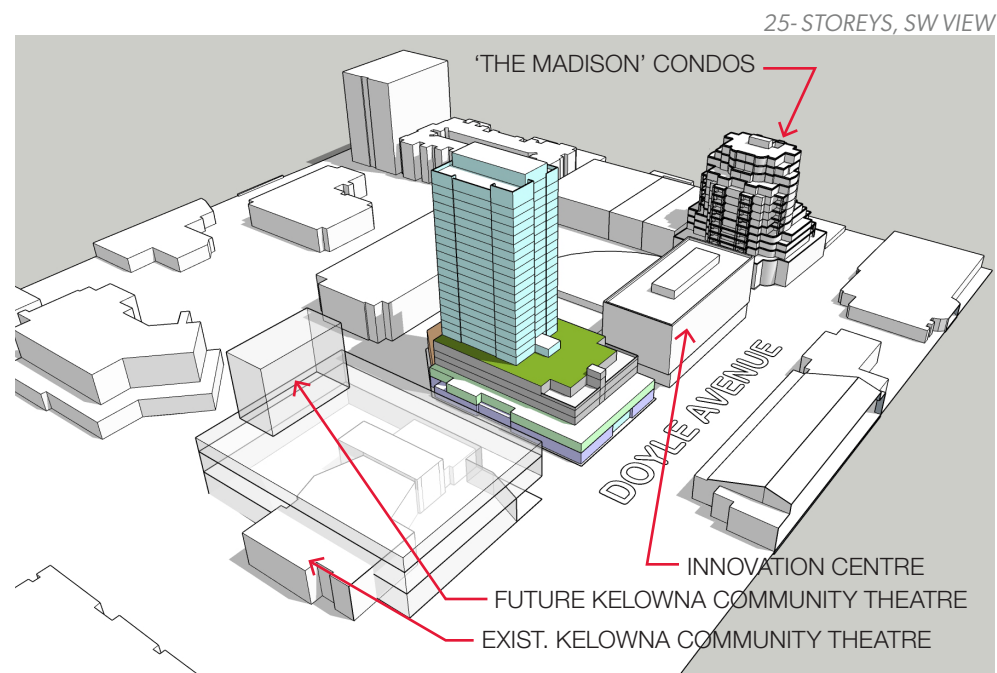 25- STOREYS, SW VIEW
‘THE MADISON’ CONDOS
DOYLE AVENUE
INNOVATION CENTRE
FUTURE KELOWNA COMMUNITY THEATRE
EXIST. KELOWNA COMMUNITY THEATRE